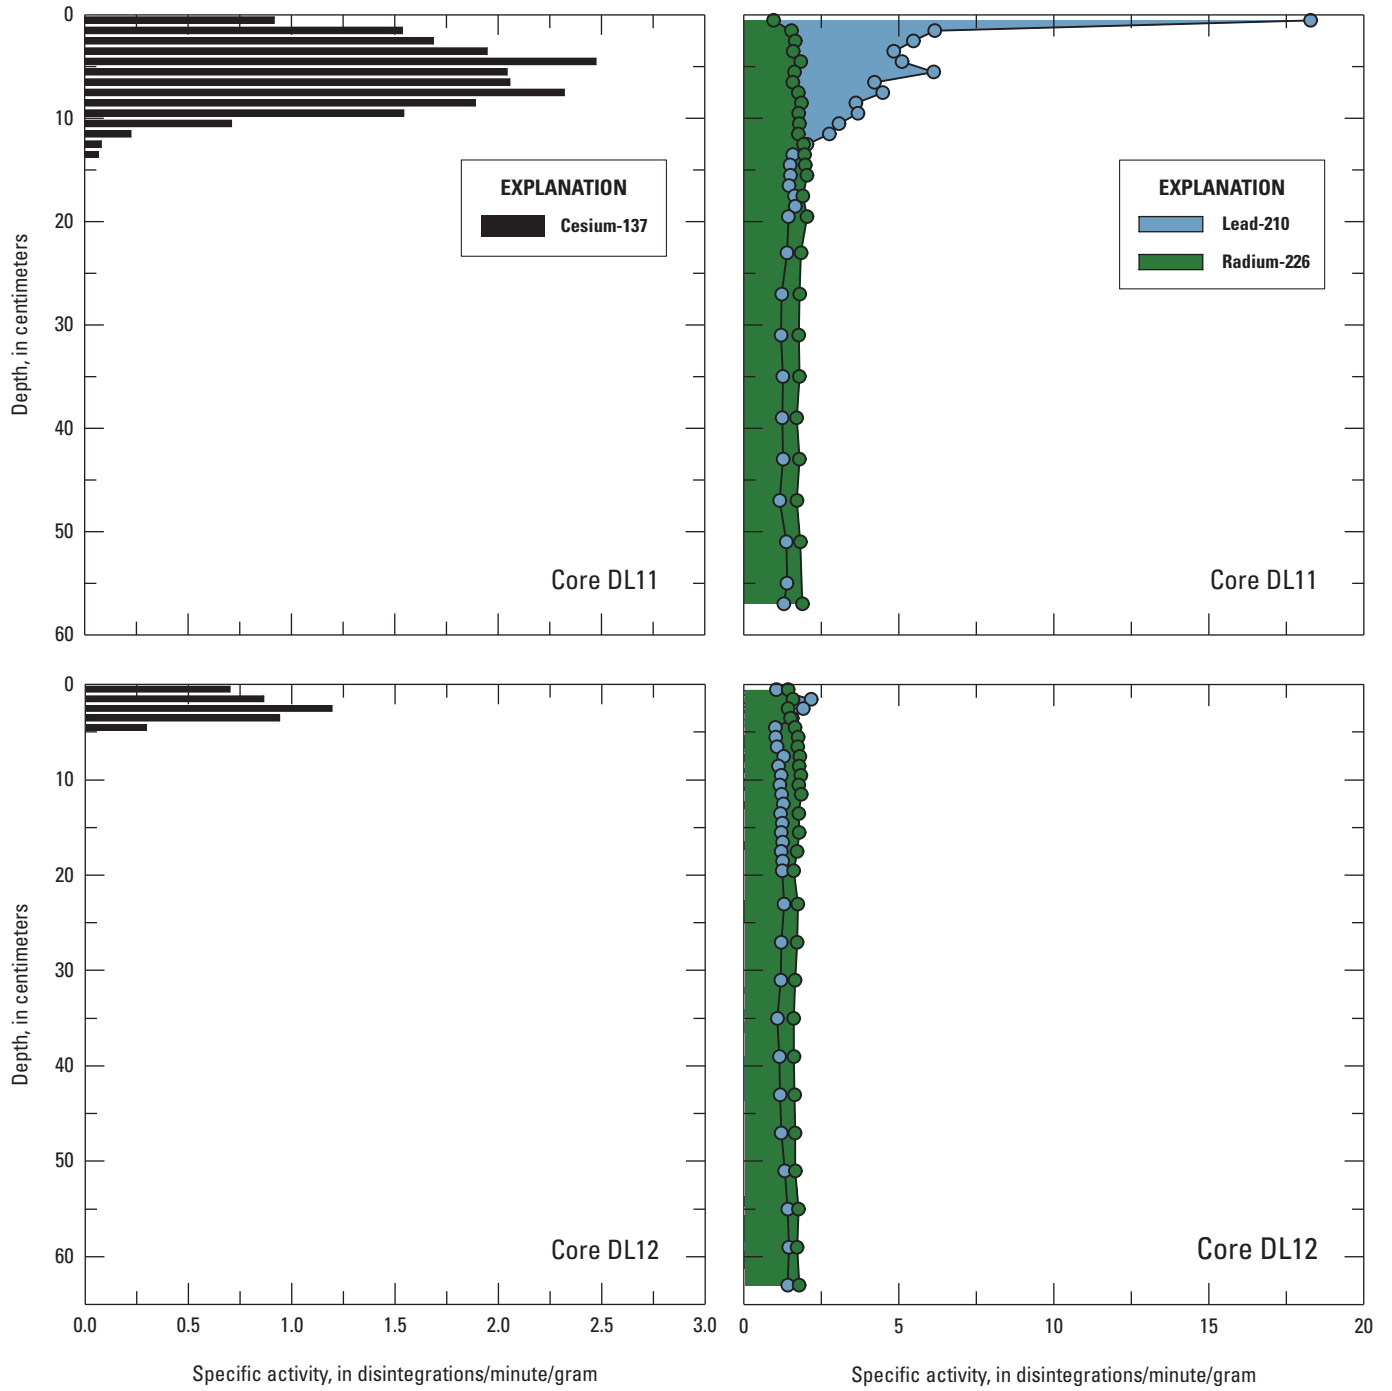 0
10
20
30
40
50
60
Depth, in centimeters
EXPLANATION
Cesium-137
Core DL11
EXPLANATION
Lead-210
Radium-226
Core DL11
0
10
20
30
40
50
60
Depth, in centimeters
Core DL12
0.0 0.5 1.0 1.5 2.0 2.5 3.0
Specific activity, in disintegrations/minute/gram
Core DL12
0 5 10 15 20
Specific activity, in disintegrations/minute/gram